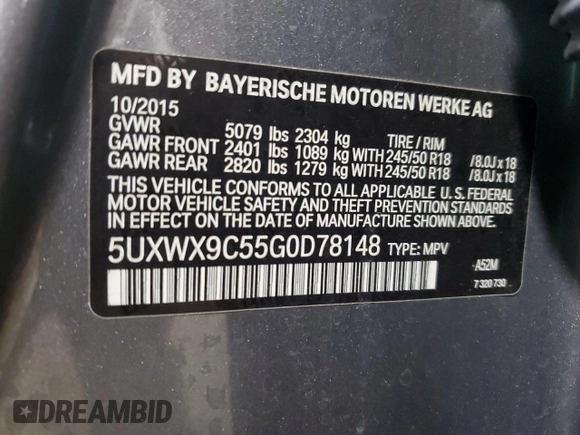 MFD BY BAYERISCHE MOTOREN WERKE AG
10/2015
GVWR 5079 lbs 2304 kg TIRE / RIM
GAWR FRONT 2401 lbs 1089 kg WITH 245/50 R18 /8.0J x 18
GAWR REAR 2820 lbs 1279 kg WITH 245/50 R18 /8.0J x 18
THIS VEHICLE CONFORMS TO ALL APPLICABLE U. S. FEDERAL
MOTOR VEHICLE SAFETY AND THEFT PREVENTION STANDARDS
IN EFFECT ON THE DATE OF MANUFACTURE SHOWN ABOVE.
5UXWX9C55G0D78148 TYPE: MPV
A52M
7 320 730
DREAMBID